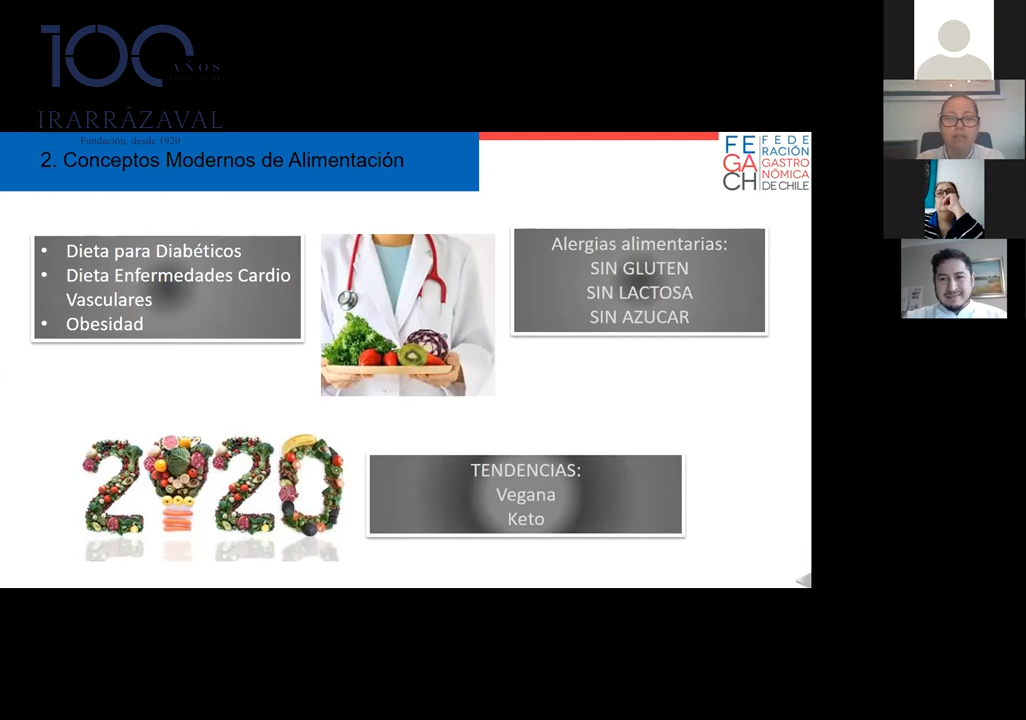 100
AÑOS
IRARRÁZAVAL
Fundación, desde 1920
2. Conceptos Modernos de Alimentación
FE
GA
CH
FEDE
RACIÓN
GASTRO
NÓMICA
DE CHILE
• Dieta para Diabéticos
• Dieta Enfermedades Cardio
Vasculares
• Obesidad
Alergias alimentarias:
SIN GLUTEN
SIN LACTOSA
SIN AZUCAR
2020
TENDENCIAS:
Vegana
Keto